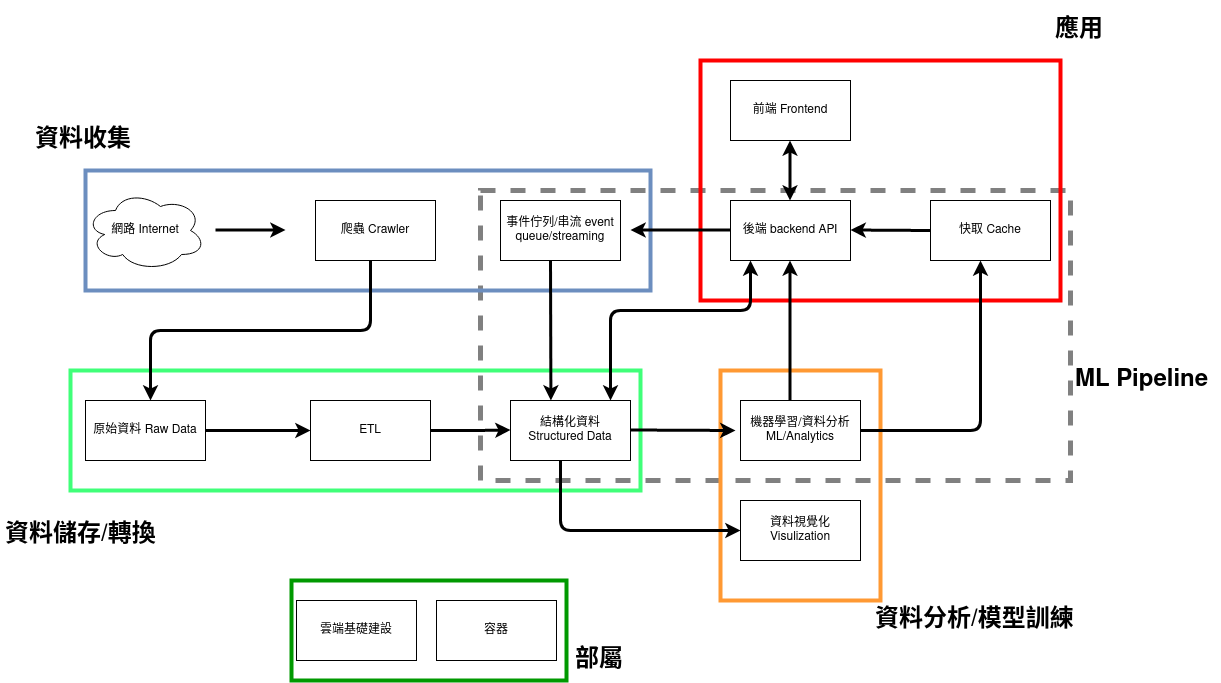 應用
前端 Frontend
資料收集
網路 Internet
爬蟲 Crawler
事件佇列/串流 event
queue/streaming
後端 backend API
快取 Cache
ML Pipeline
原始資料 Raw Data
ETL
結構化資料
Structured Data
機器學習/資料分析
ML/Analytics
資料儲存/轉換
資料視覺化
Visulization
資料分析/模型訓練
雲端基礎建設
容器
部屬